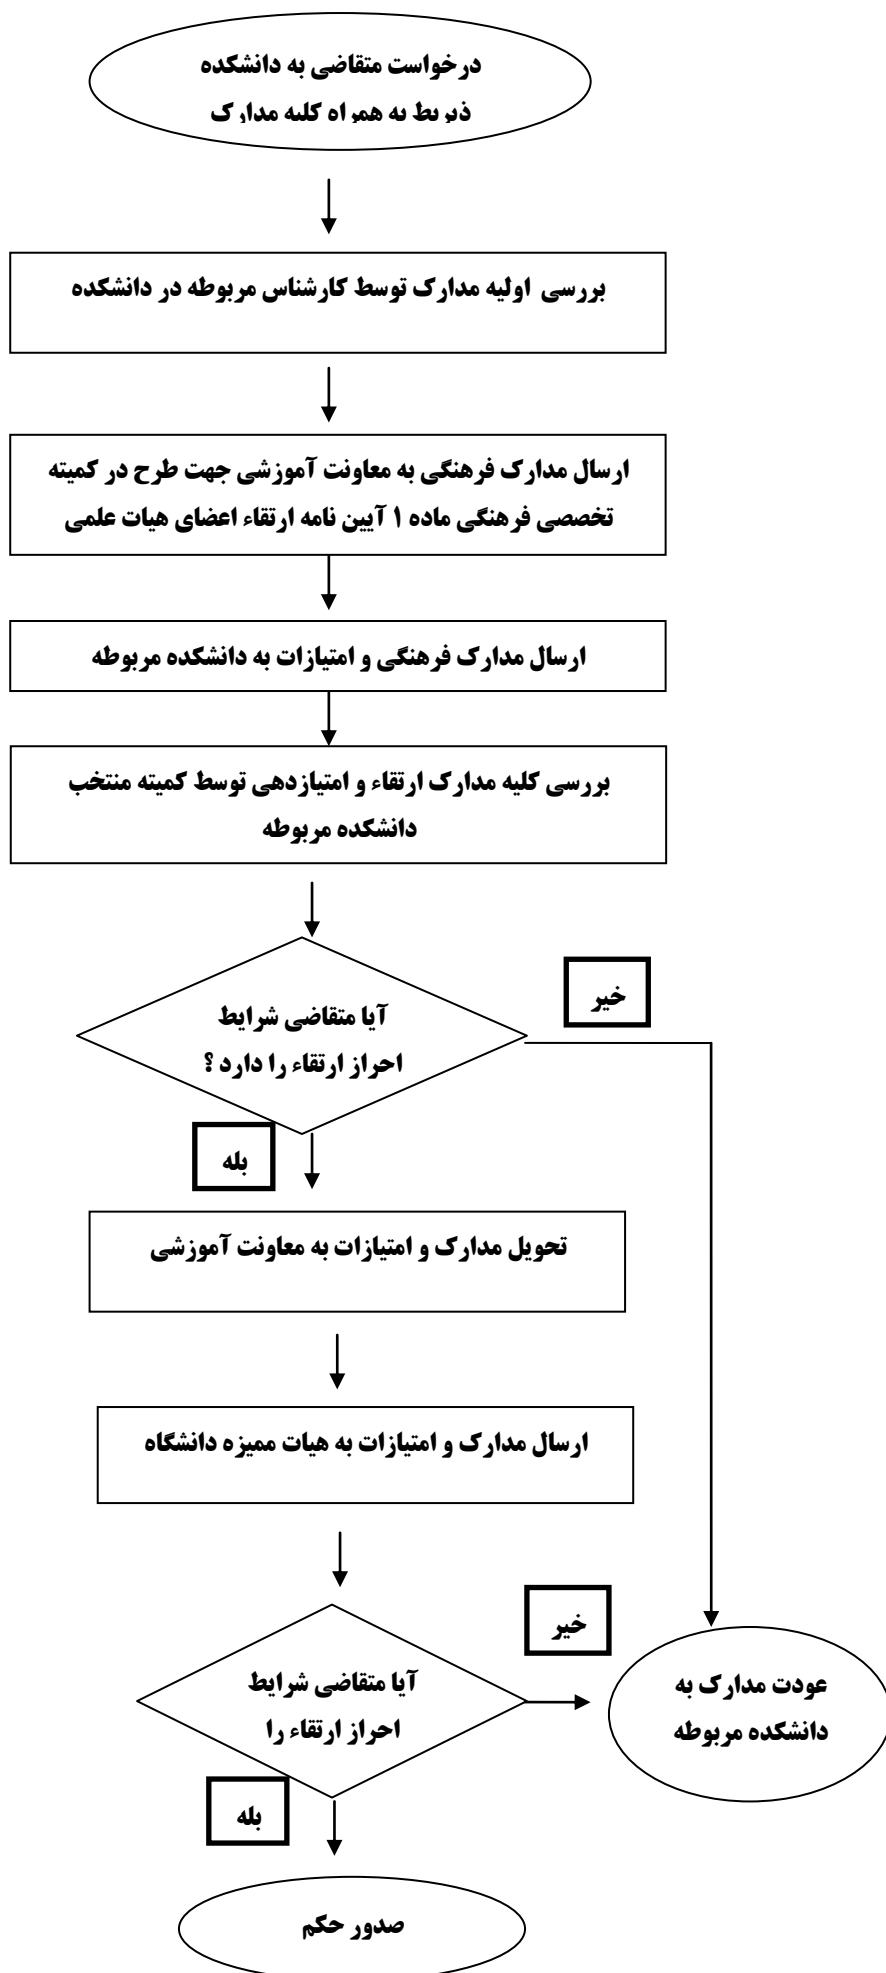 درخواست متقاضی به دانشکده
ذیربط به همراه کلیه مدارک
بررسی اولیه مدارک توسط کارشناس مربوطه در دانشکده
ارسال مدارک فرهنگی به معاونت آموزشی جهت طرح در کمیته
تخصصی فرهنگی ماده ۱ آیین نامه ارتقاء اعضای هیات علمی
ارسال مدارک فرهنگی و امتیازات به دانشکده مربوطه
بررسی کلیه مدارک ارتقاء و امتیازدهی توسط کمیته منتخب
دانشکده مربوطه
خیر
آیا متقاضی شرایط
احراز ارتقاء را دارد ؟
بله
تحویل مدارک و امتیازات به معاونت آموزشی
ارسال مدارک و امتیازات به هیات ممیزه دانشگاه
خیر
آیا متقاضی شرایط
احراز ارتقاء را
عودت مدارک به
دانشکده مربوطه
بله
صدور حکم